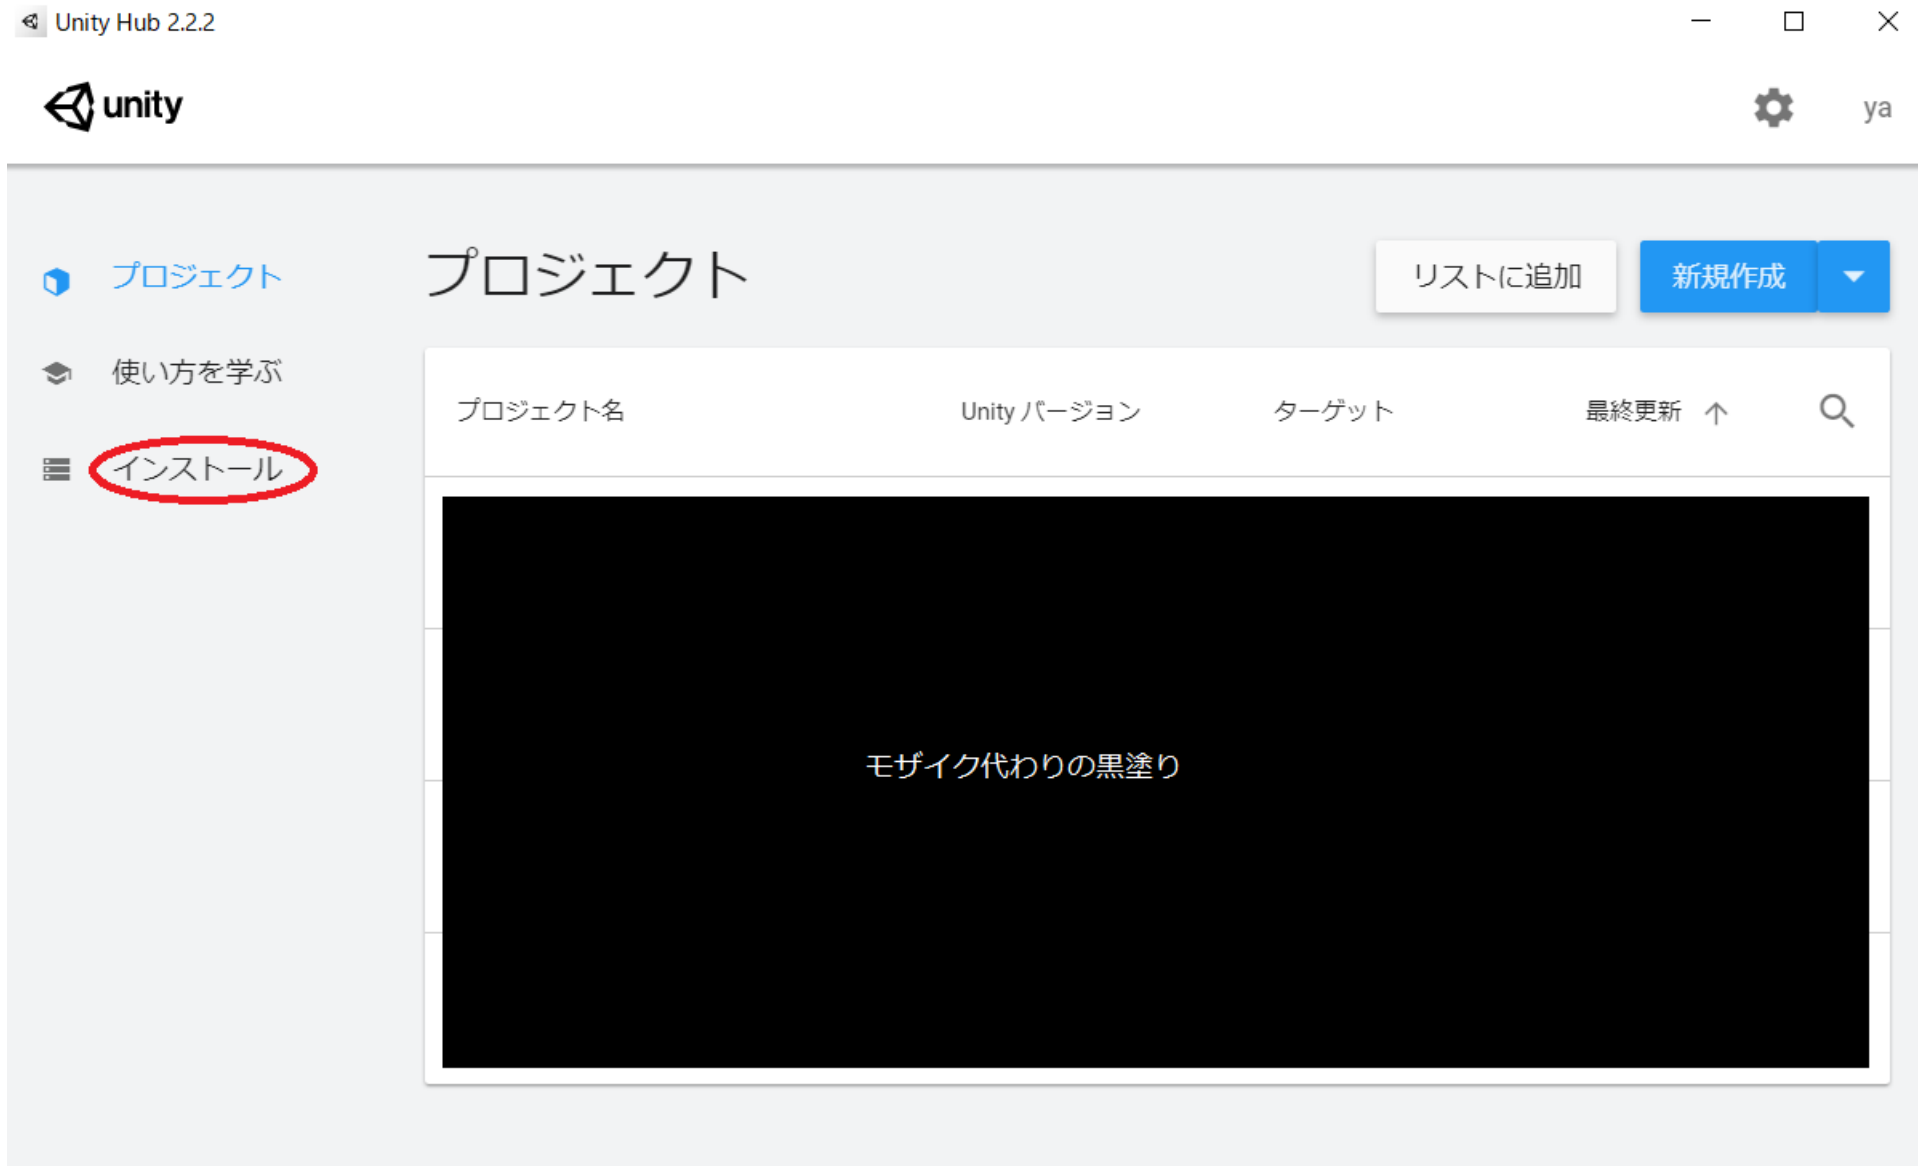 Unity Hub 2.2.2
unity
ya
プロジェクト
使い方を学ぶ
インストール
プロジェクト
リストに追加
新規作成
プロジェクト名 Unity バージョン ターゲット 最終更新
モザイク代わりの黒塗り